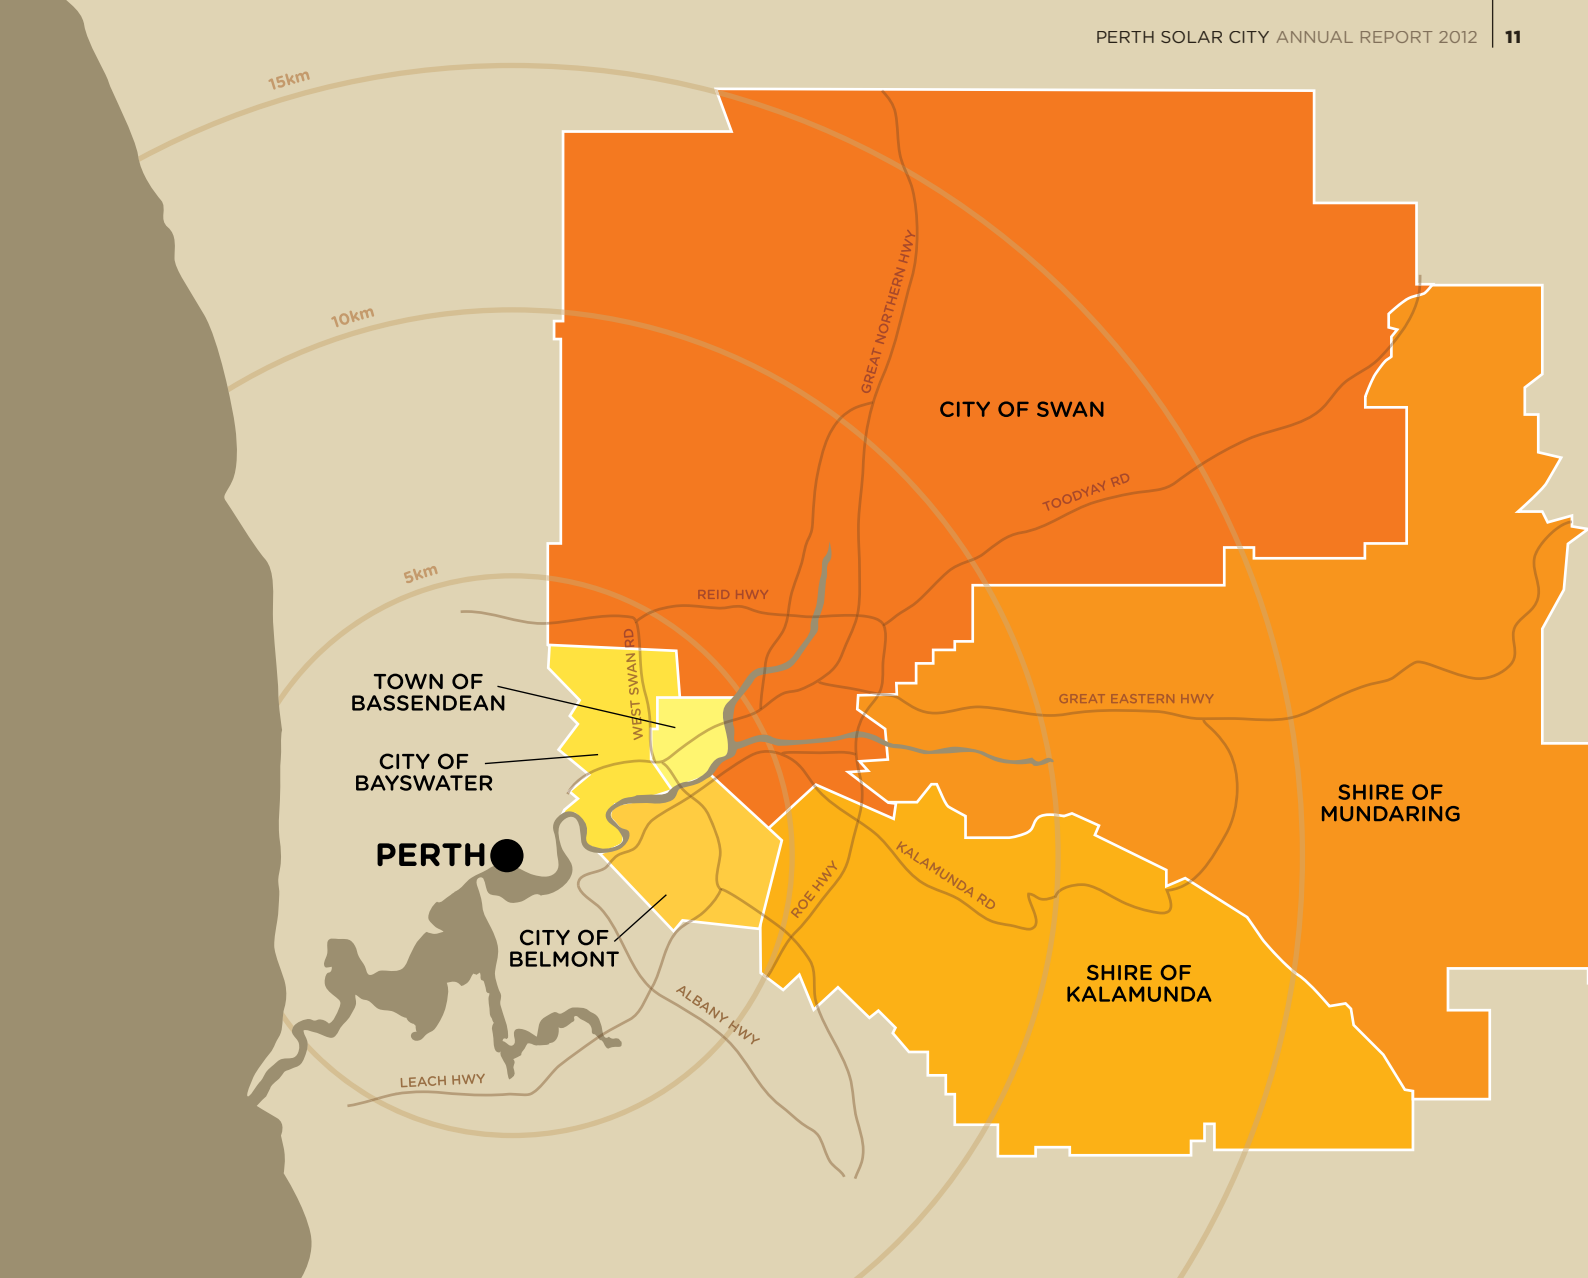 PERTH SOLAR CITY ANNUAL REPORT 2012 11
15km
10km
GREAT NORTHERN HWY
CITY OF SWAN
TOODYAY RD
5km
REID HWY
WEST SWAN RD
TOWN OF
BASSENDEAN
GREAT EASTERN HWY
CITY OF
BAYSWATER
SHIRE OF
MUNDARING
PERTH
KALAMUNDA RD
ROE HWY
CITY OF
BELMONT
SHIRE OF
KALAMUNDA
ALBANY HWY
LEACH HWY